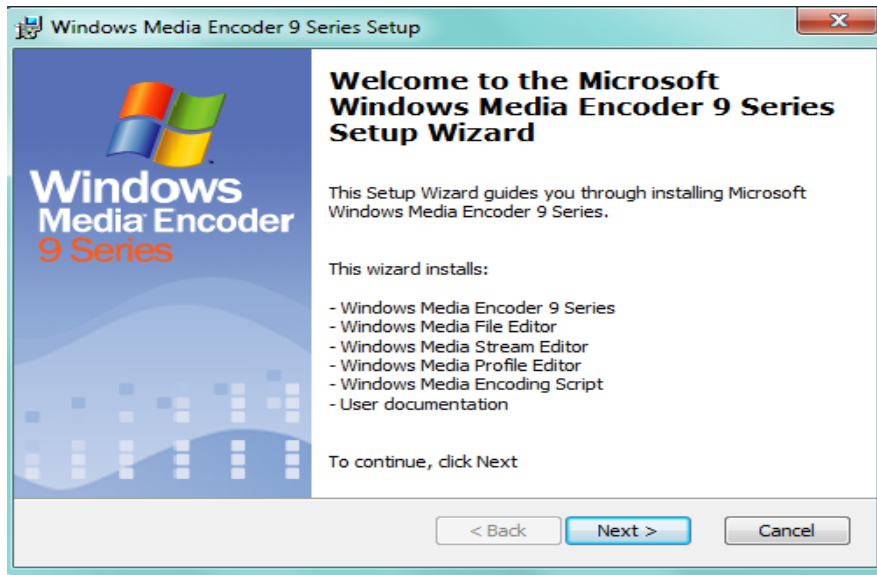 Windows Media Encoder 9 Series Setup
Windows
Media Encoder
9 Series
Welcome to the Microsoft
Windows Media Encoder 9 Series
Setup Wizard
This Setup Wizard guides you through installing Microsoft
Windows Media Encoder 9 Series.
This wizard installs:
- Windows Media Encoder 9 Series
- Windows Media File Editor
- Windows Media Stream Editor
- Windows Media Profile Editor
- Windows Media Encoding Script
- User documentation
To continue, click Next
< Back Next > Cancel